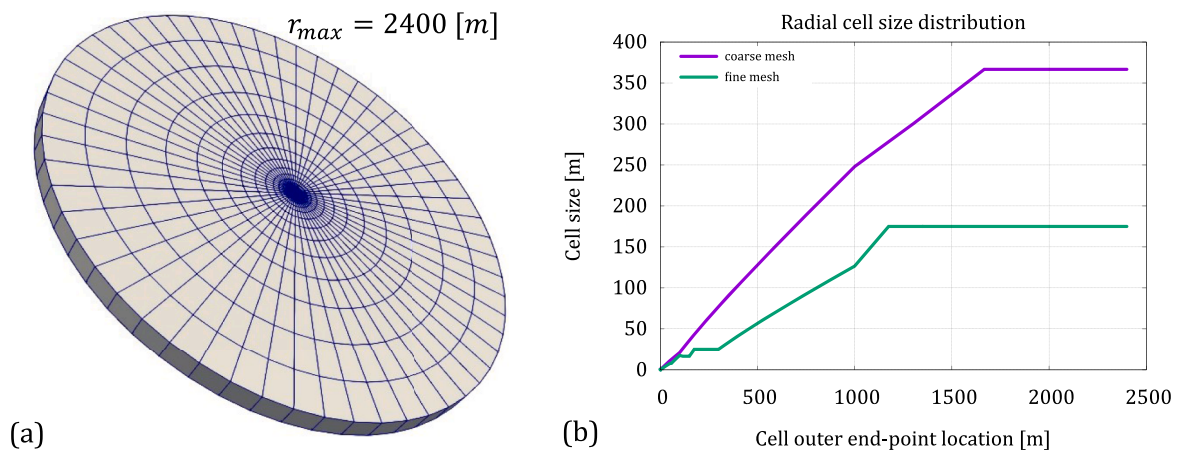 r_max = 2400 [m]
(a)
Radial cell size distribution
coarse mesh
fine mesh
Cell size [m]
400
350
300
250
200
150
100
50
0
0 500 1000 1500 2000 2500
Cell outer end-point location [m]
(b)